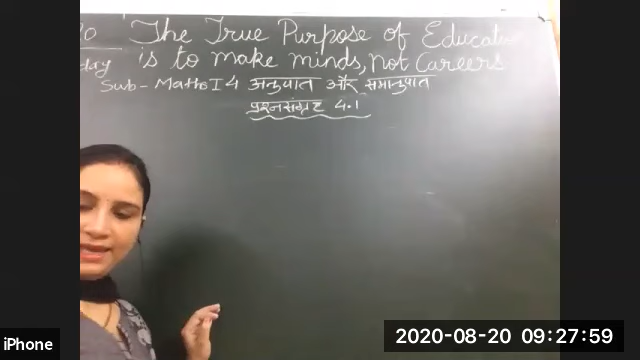 The True Purpose of Educatio
is to make minds, not Careers
Sub - Maths I 4 अनुपात और समानुपात
प्रश्नसंग्रह 4.1
iPhone
2020-08-20 09:27:59